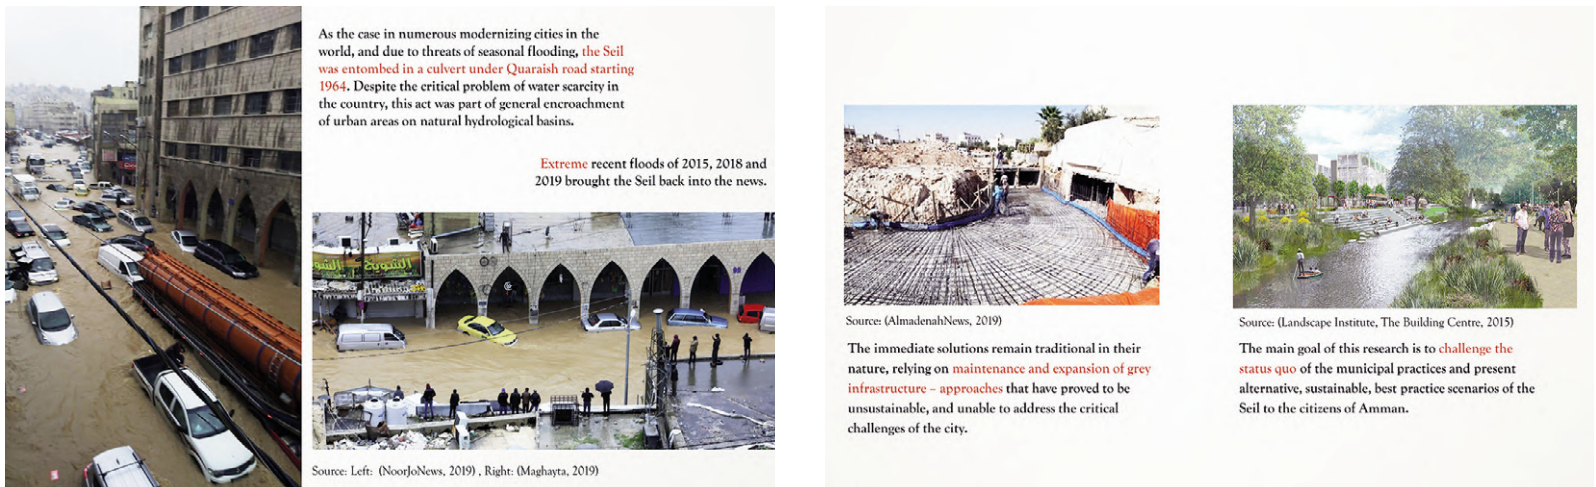 As the case in numerous modernizing cities in the
world, and due to threats of seasonal flooding, the Seil
was entombed in a culvert under Quaraish road starting
1964. Despite the critical problem of water scarcity in
the country, this act was part of general encroachment
of urban areas on natural hydrological basins.
Extreme recent floods of 2015, 2018 and
2019 brought the Seil back into the news.
الشويخ
Source: Left: (NoorJoNews, 2019) , Right: (Maghayta, 2019)
Source: (AlmadenahNews, 2019)
The immediate solutions remain traditional in their
nature, relying on maintenance and expansion of grey
infrastructure – approaches that have proved to be
unsustainable, and unable to address the critical
challenges of the city.
Source: (Landscape Institute, The Building Centre, 2015)
The main goal of this research is to challenge the
status quo of the municipal practices and present
alternative, sustainable, best practice scenarios of the
Seil to the citizens of Amman.